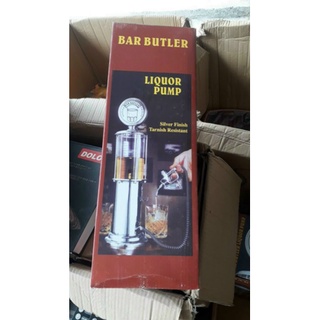 BAR BUTLER
LIQUOR
PUMP
Silver Finish
Tarnish Resistant
DOLO